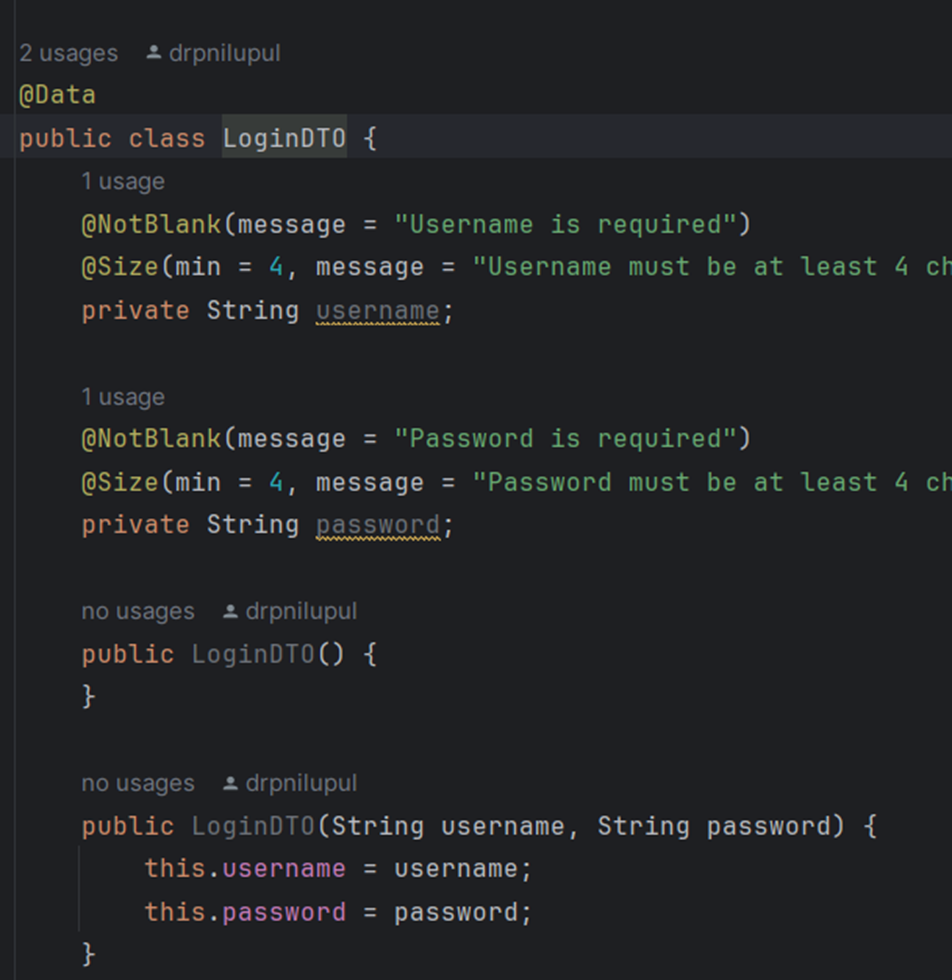 2 usages drpnilupul
@Data
public class LoginDTO {
1 usage
@NotBlank(message = "Username is required")
@Size(min = 4, message = "Username must be at least 4 ch
private String username;
1 usage
@NotBlank(message = "Password is required")
@Size(min = 4, message = "Password must be at least 4 ch
private String password;
no usages drpnilupul
public LoginDTO() {
}
no usages drpnilupul
public LoginDTO(String username, String password) {
this.username = username;
this.password = password;
}